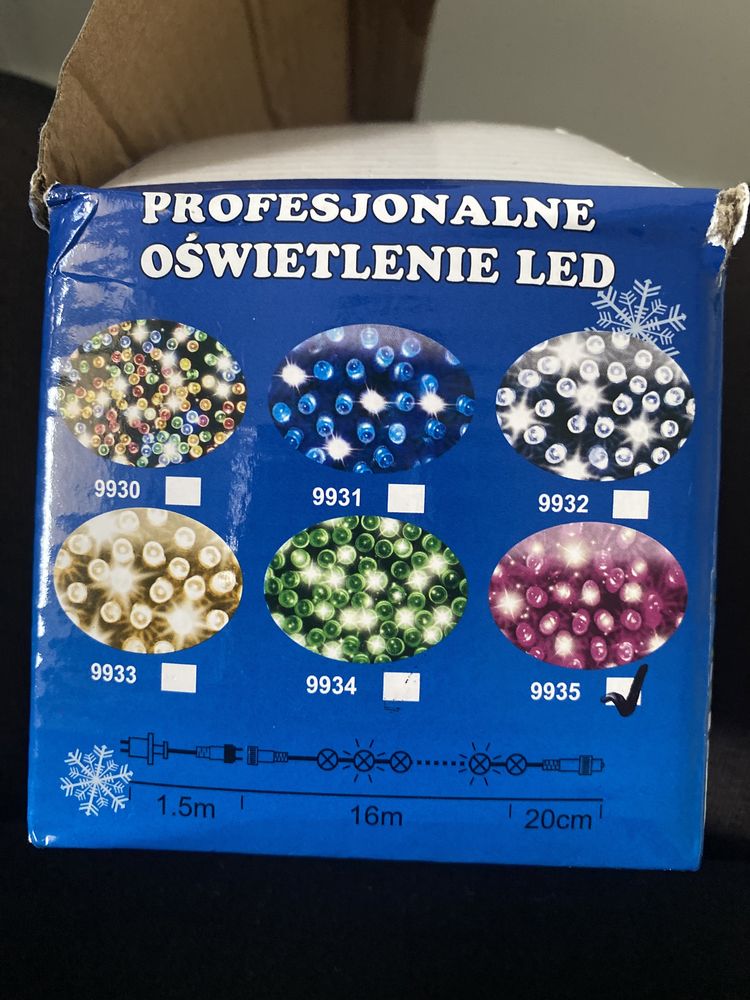 PROFESJONALNE
OŚWIETLENIE LED
9930
9931
9932
9933
9934
9935
1.5m
16m
20cm